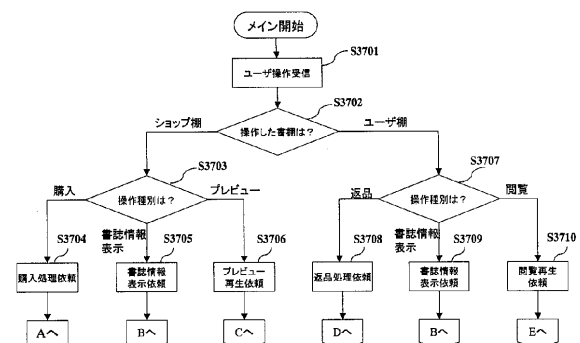 メイン開始
S3701
ユーザ操作受信
S3702
操作した書棚は？
ショップ棚
ユーザ棚
S3703
操作種別は？
購入
プレビュー
書誌情報
表示
S3707
操作種別は？
返品
閲覧
書誌情報
表示
S3704
購入処理依頼
S3705
書誌情報
表示依頼
S3706
プレビュー
再生依頼
S3708
返品処理依頼
S3709
書誌情報
表示依頼
S3710
閲覧再生
依頼
Aへ
Bへ
Cへ
Dへ
Bへ
Eへ